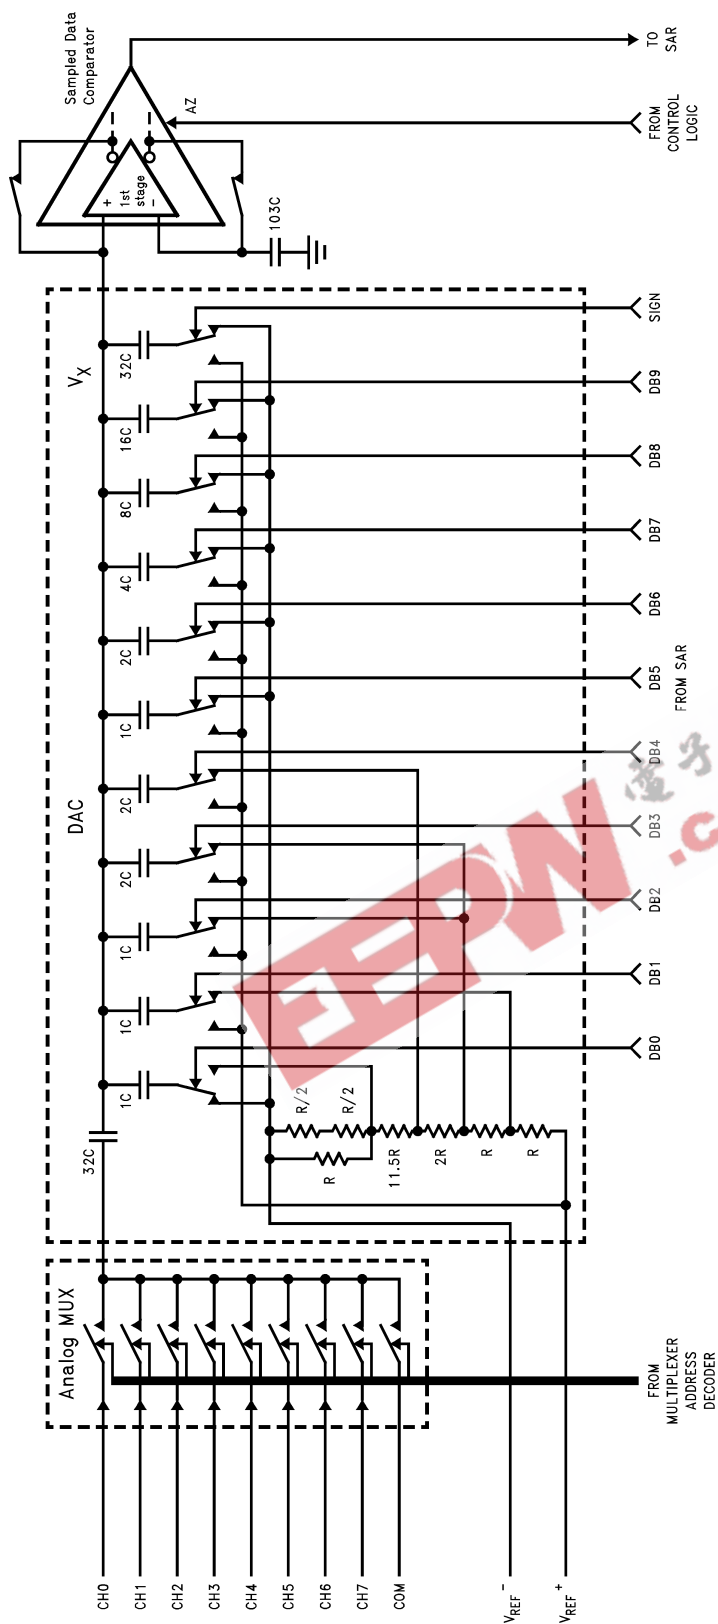 Sampled Data
Comparator
AZ
+
1st
stage
−
103C
TO
SAR
FROM
CONTROL
LOGIC
VX
32C
16C
8C
4C
2C
1C
2C
2C
1C
1C
1C
32C
DAC
SIGN
DB9
DB8
DB7
DB6
DB5
DB4
DB3
DB2
DB1
DB0
FROM SAR
R/2
R/2
R
11.5R
2R
R
R
Analog MUX
FROM
MULTIPLEXER
ADDRESS
DECODER
CH0
CH1
CH2
CH3
CH4
CH5
CH6
CH7
COM
VREF−
VREF+
EEPW
電子
.c